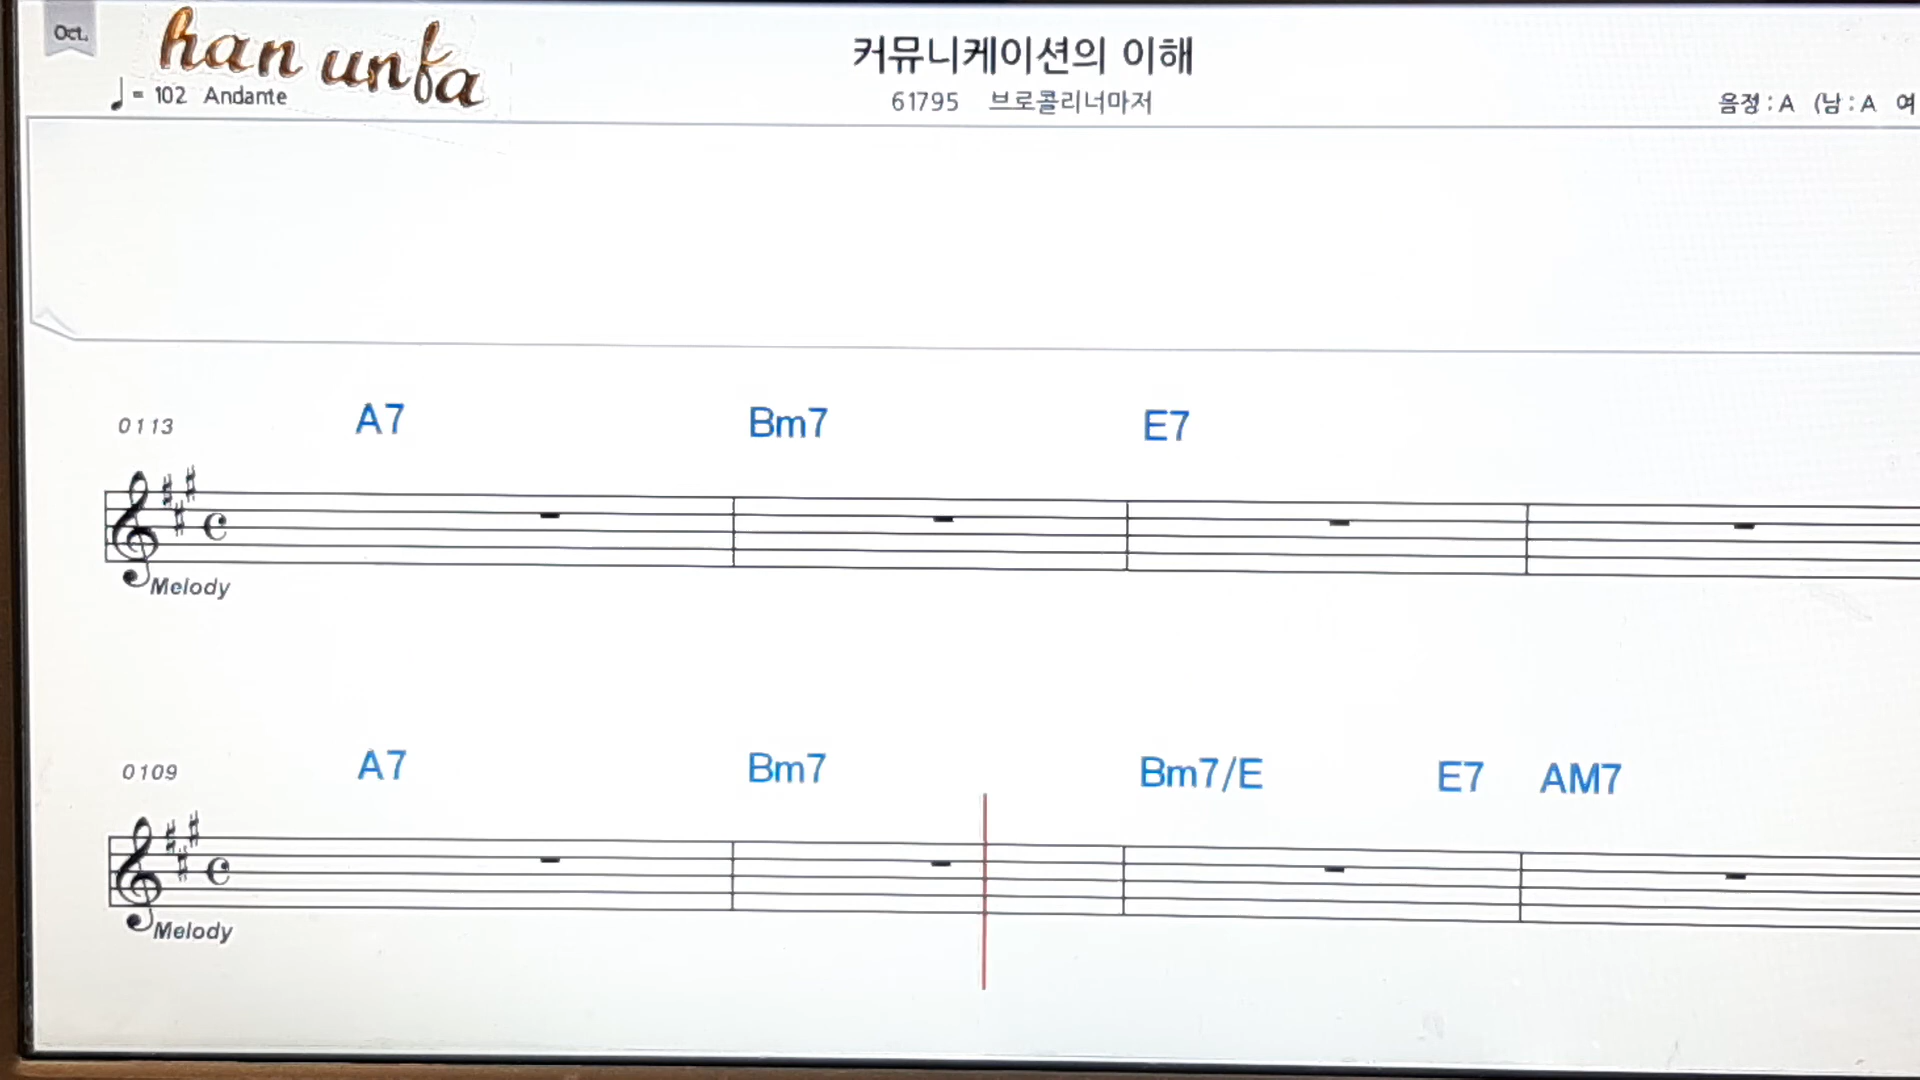 Oct.
han unfa
♩= 102 Andante
커뮤니케이션의 이해
61795 브로콜리너마저
음정 : A (남 : A 여
0113 A7 Bm7 E7
Melody
0109 A7 Bm7 Bm7/E E7 AM7
Melody